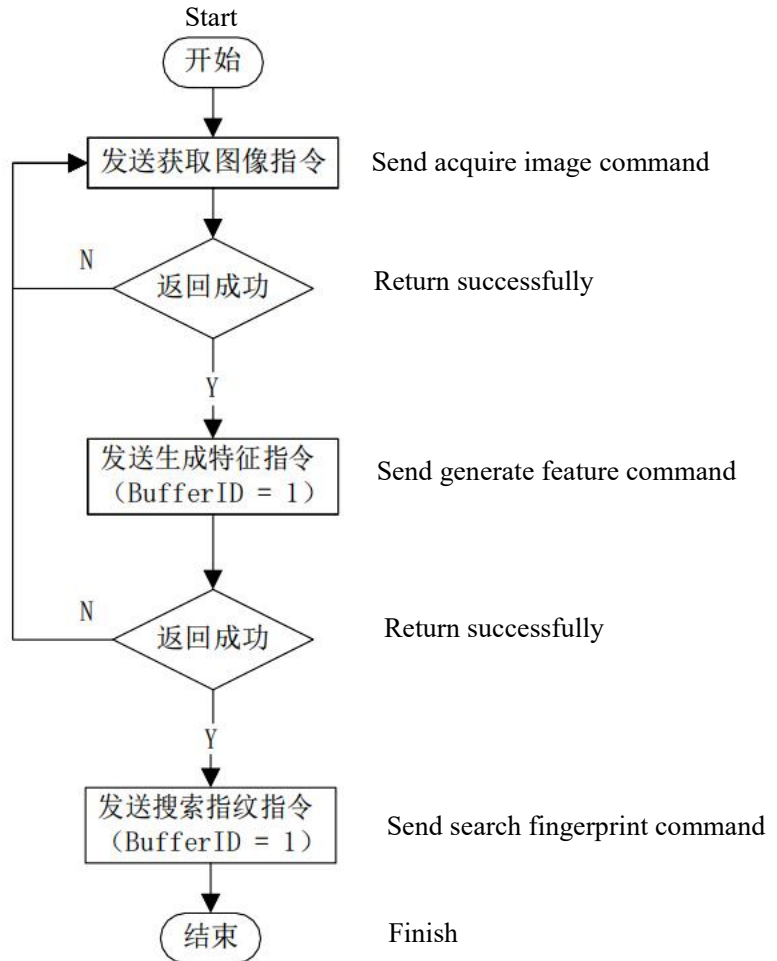 Start
开始
发送获取图像指令
Send acquire image command
N
返回成功
Return successfully
Y
发送生成特征指令
（BufferID = 1）
Send generate feature command
N
返回成功
Return successfully
Y
发送搜索指纹指令
（BufferID = 1）
Send search fingerprint command
结束
Finish